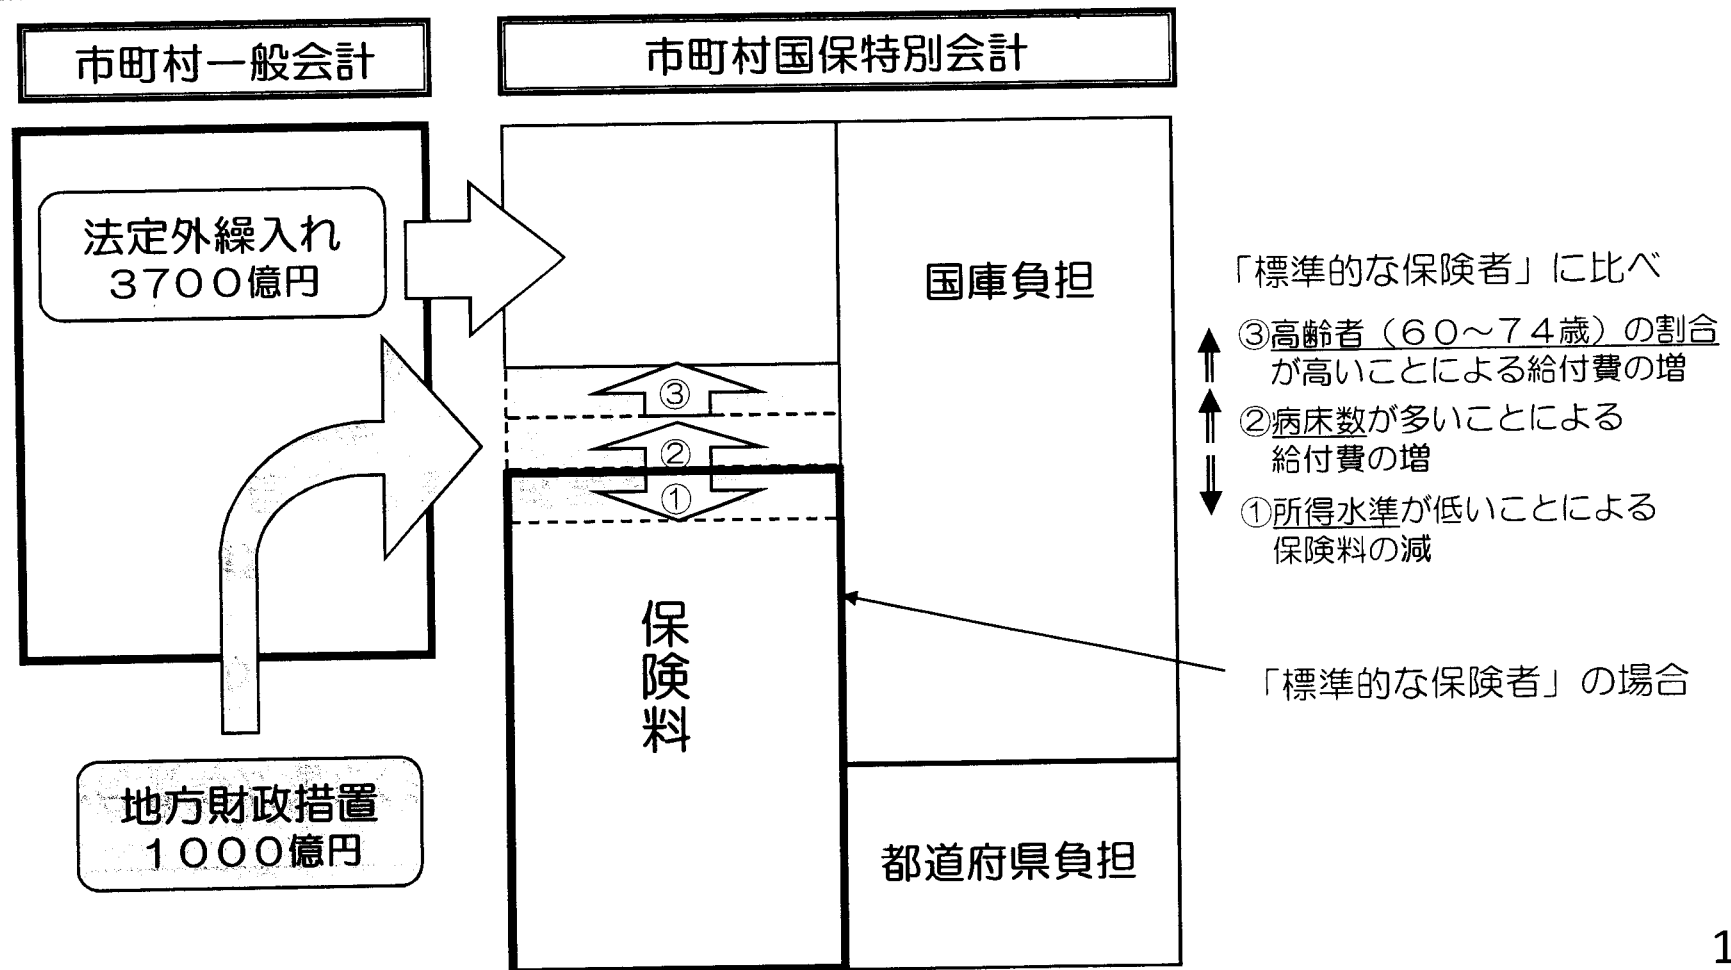 市町村一般会計
市町村国保特別会計
法定外繰入れ
3700億円
地方財政措置
1000億円
国庫負担
都道府県負担
③
②
①
保険料
「標準的な保険者」に比べ
③高齢者（60～74歳）の割合
が高いことによる給付費の増
②病床数が多いことによる
給付費の増
①所得水準が低いことによる
保険料の減
「標準的な保険者」の場合
1